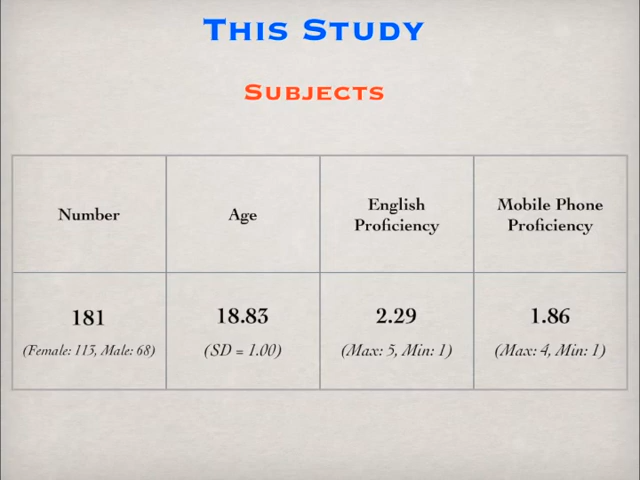 This Study
Subjects
Number
Age
English
Proficiency
Mobile Phone
Proficiency
181
(Female: 113, Male: 68)
18.83
(SD = 1.00)
2.29
(Max: 5, Min: 1)
1.86
(Max: 4, Min: 1)